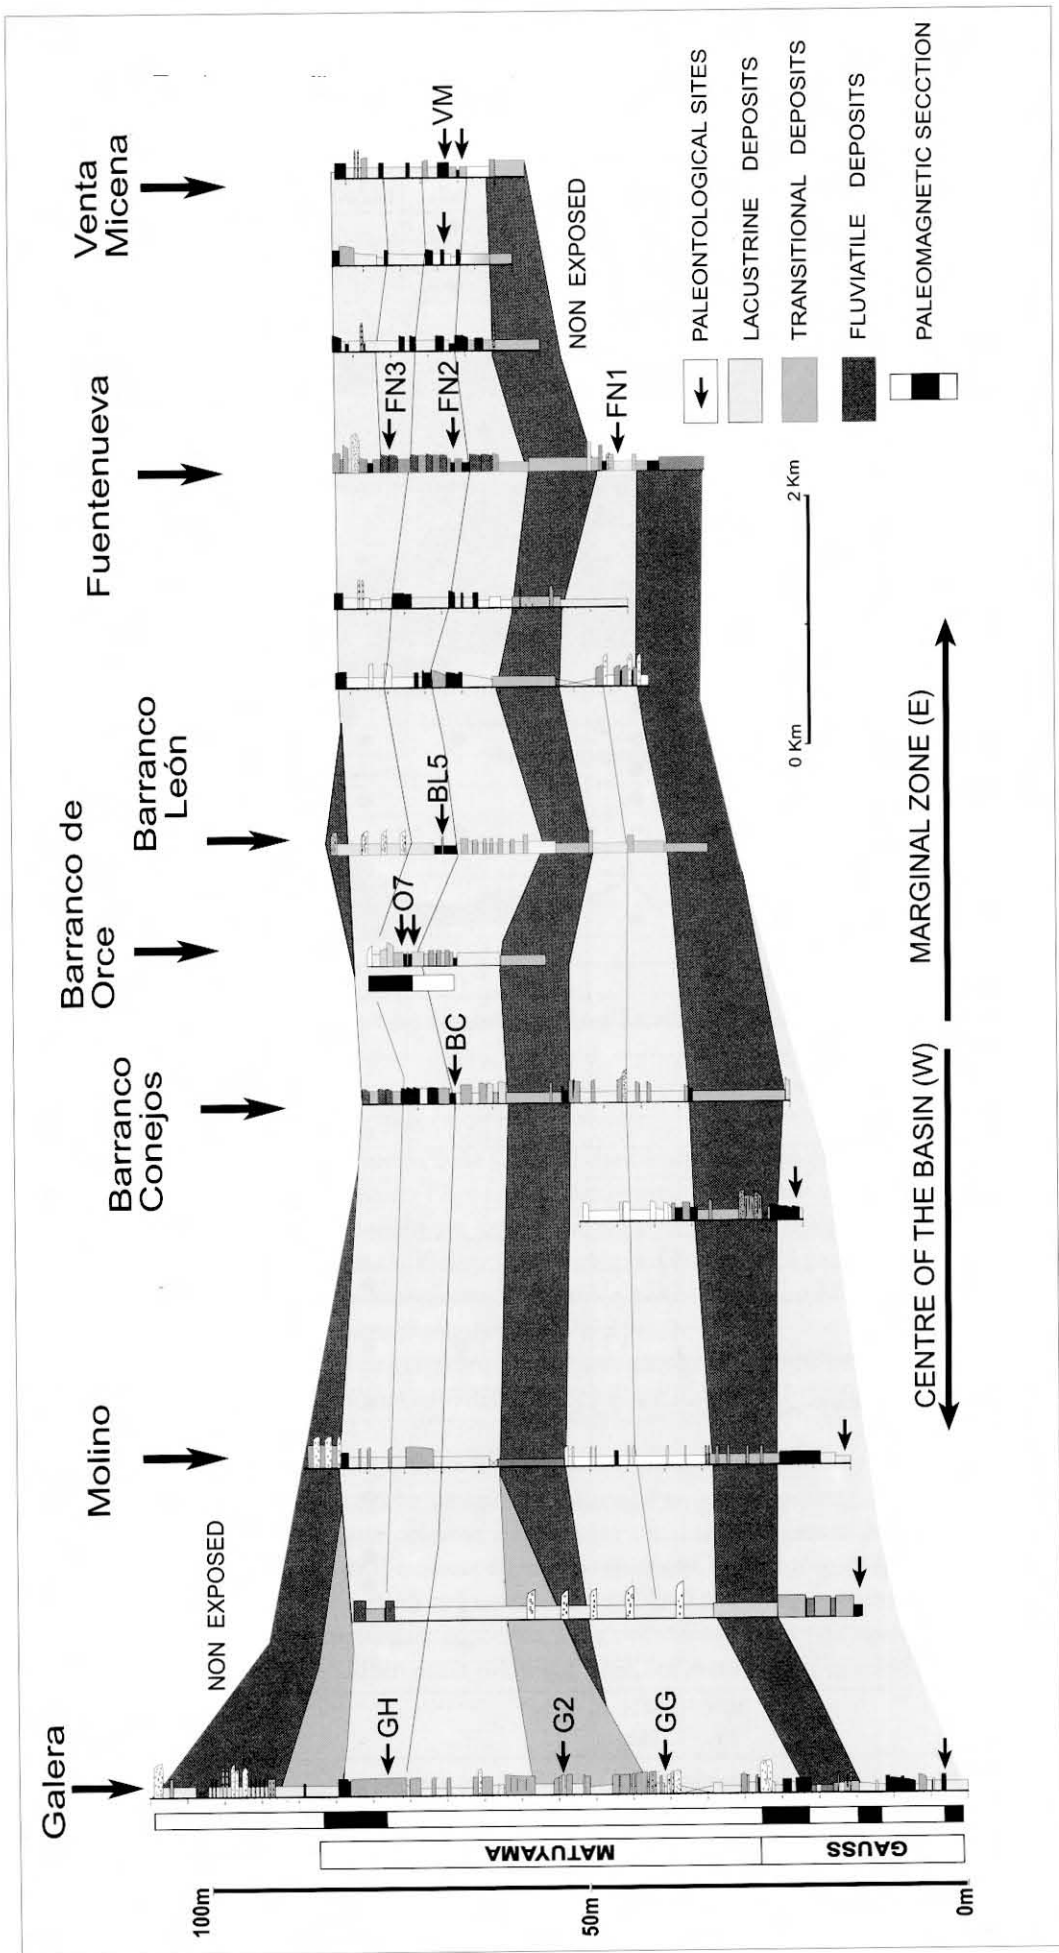 Venta
Micena
Fuentenueva
Barranco
León
Barranco de
Orce
Barranco
Conejos
Molino
Galera
VM
FN3
FN2
FN1
BL5
O7
BC
GH
G2
GG
NON EXPOSED
NON EXPOSED
PALEONTOLOGICAL SITES
LACUSTRINE DEPOSITS
TRANSITIONAL DEPOSITS
FLUVIATILE DEPOSITS
PALEOMAGNETIC SECCTION
2 Km
0 Km
MARGINAL ZONE (E)
CENTRE OF THE BASIN (W)
MATUYAMA
GAUSS
100m
50m
0m